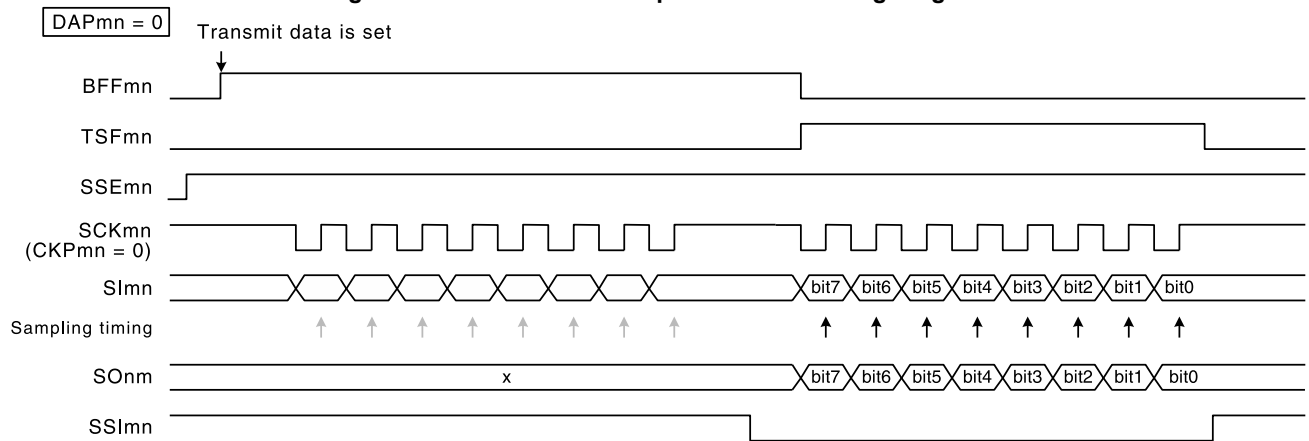 DAPmn = 0
Transmit data is set
BFFmn
TSFmn
SSEmn
SCKmn
(CKPmn = 0)
SImn
bit7 bit6 bit5 bit4 bit3 bit2 bit1 bit0
Sampling timing
SOnm
x
bit7 bit6 bit5 bit4 bit3 bit2 bit1 bit0
SSImn